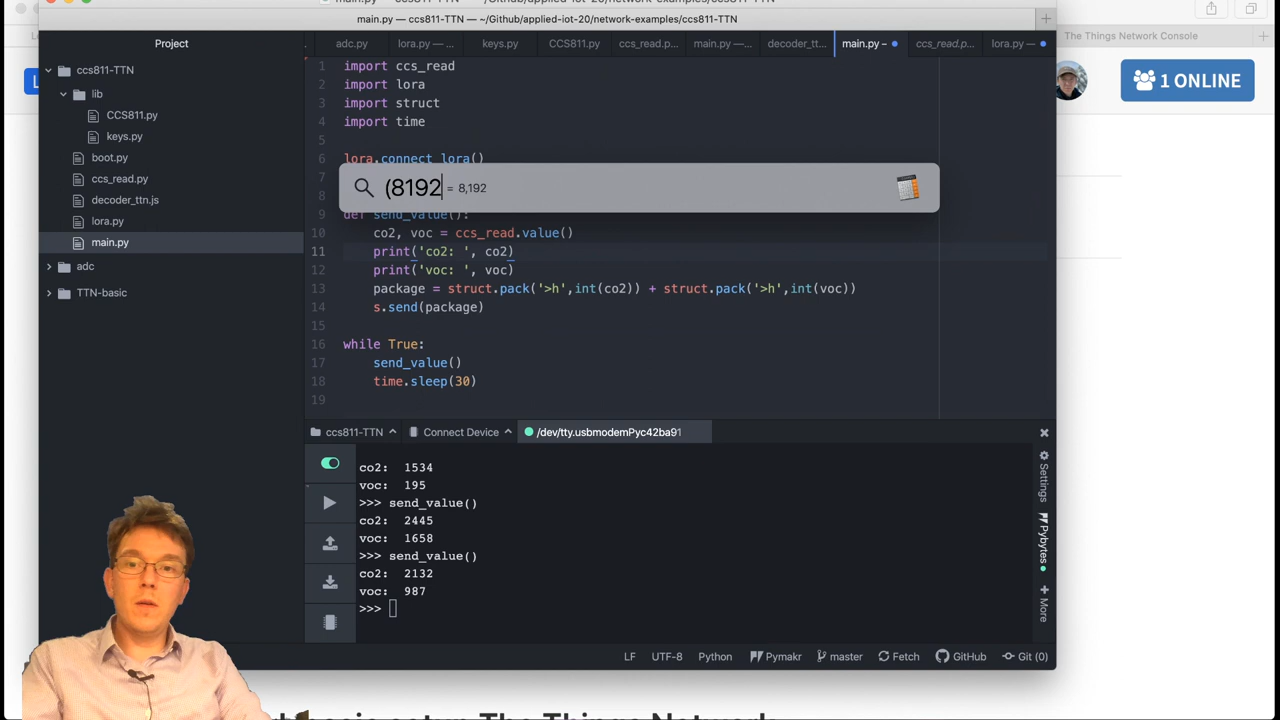 main.py — ccs811-TTN — ~/Github/applied-iot-20/network-examples/ccs811-TTN
The Things Network Console
1 ONLINE
Project
ccs811-TTN
lib
CCS811.py
keys.py
boot.py
ccs_read.py
decoder_ttn.js
lora.py
main.py
adc
TTN-basic
adc.py
lora.py — ...
keys.py
CCS811.py
ccs_read.p...
main.py —...
decoder_tt...
main.py –
ccs_read.p...
lora.py —
1 import ccs_read
2 import lora
3 import struct
4 import time
5
6 lora.connect_lora()
7
(8192 = 8,192
8
9 def send_value():
10 co2, voc = ccs_read.value()
11 print('co2: ', co2)
12 print('voc: ', voc)
13 package = struct.pack('>h',int(co2)) + struct.pack('>h',int(voc))
14 s.send(package)
15
16 while True:
17 send_value()
18 time.sleep(30)
19
ccs811-TTN
Connect Device
/dev/tty.usbmodemPyc42ba91
co2: 1534
voc: 195
>>> send_value()
co2: 2445
voc: 1658
>>> send_value()
co2: 2132
voc: 987
>>>
Settings
Pybytes
More
LF
UTF-8
Python
Pymakr
master
Fetch
GitHub
Git (0)